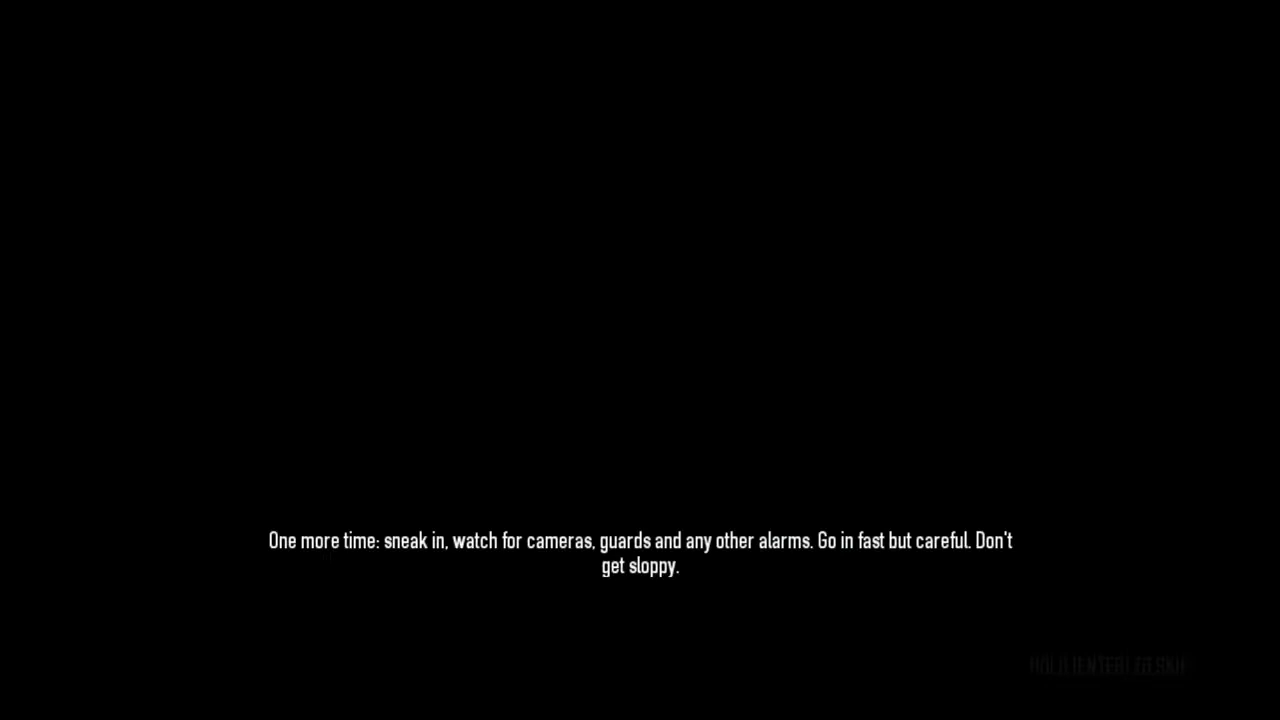 One more time: sneak in, watch for cameras, guards and any other alarms. Go in fast but careful. Don't
get sloppy.